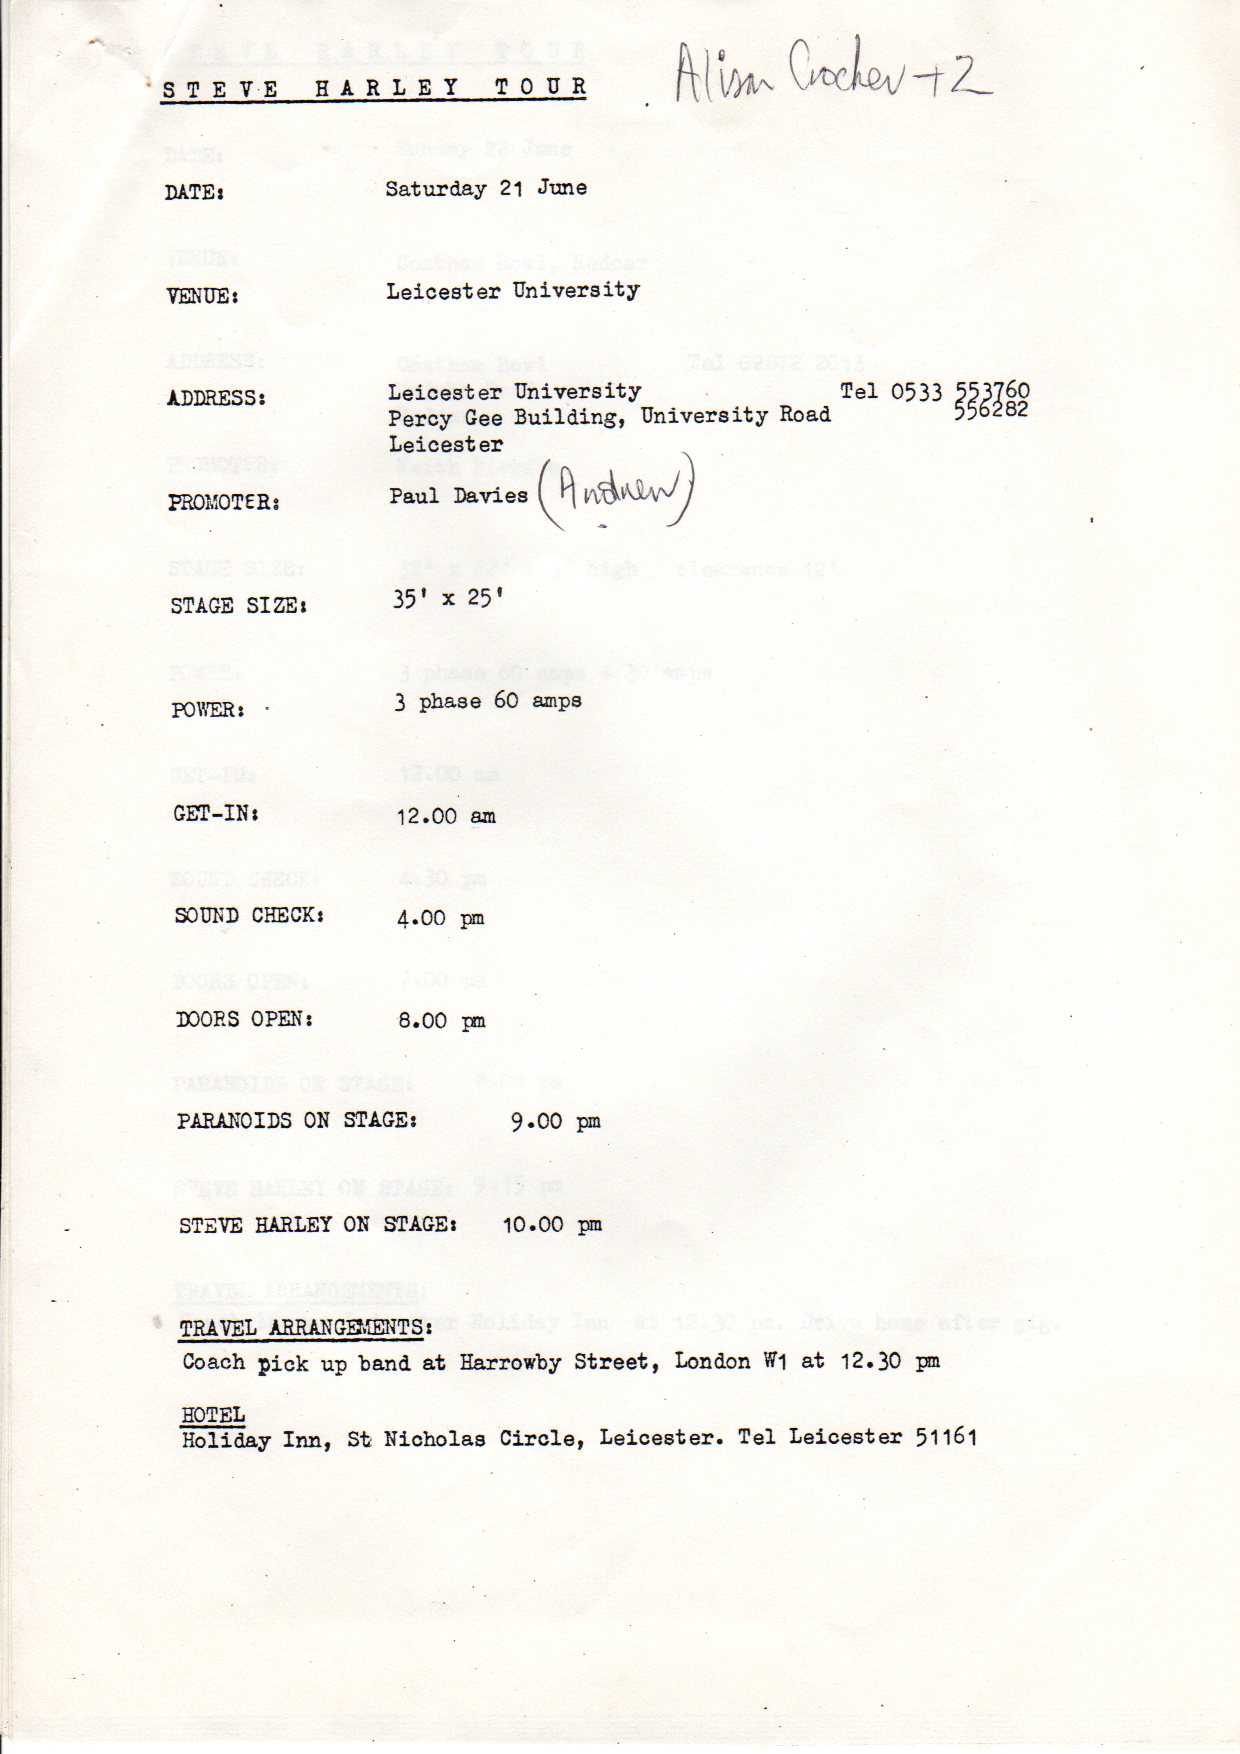 STEVE HARLEY TOUR
Alison Crocker +2
DATE: Saturday 21 June
VENUE: Leicester University
ADDRESS: Leicester University Tel 0533 553760
Percy Gee Building, University Road 556282
Leicester
PROMOTER: Paul Davies (Andrew)
STAGE SIZE: 35' x 25'
POWER: 3 phase 60 amps
GET-IN: 12.00 am
SOUND CHECK: 4.00 pm
DOORS OPEN: 8.00 pm
PARANOIDS ON STAGE: 9.00 pm
STEVE HARLEY ON STAGE: 10.00 pm
TRAVEL ARRANGEMENTS:
Coach pick up band at Harrowby Street, London W1 at 12.30 pm
HOTEL
Holiday Inn, St Nicholas Circle, Leicester. Tel Leicester 51161